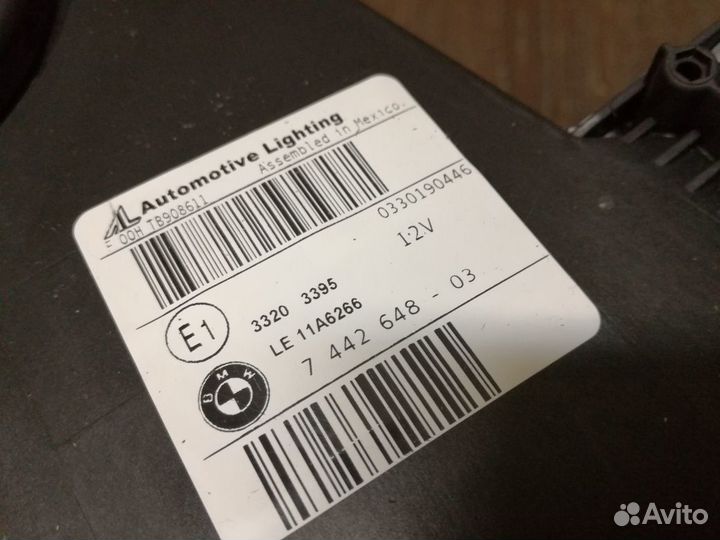 AL Automotive Lighting
Assembled in Mexico.
E 00H TB908611
0330190446
12V
E1
3320 3395
LE 11A6266
BMW
7 442 648 - 03
Avito